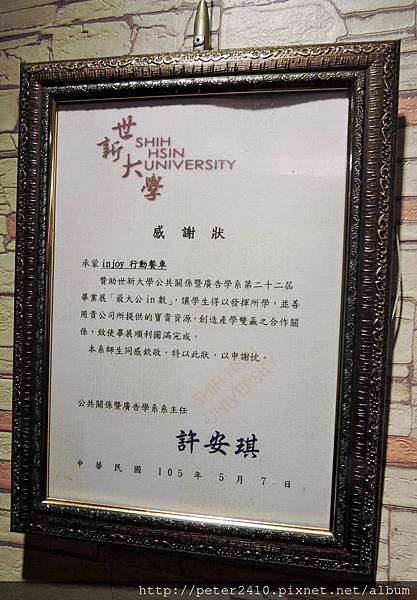 世新大學
SHIH
HSIN
UNIVERSITY
感謝狀
承蒙 injoy 行動餐車
贊助世新大學公共關係暨廣告學系第二十二屆
畢業展「最大公in數」，讓學生得以發揮所學，並善
用貴公司所提供的寶貴資源，創造產學雙贏之合作關
係，致使畢展順利圓滿完成。
本系師生同感欽敬，特以此狀，以申謝忱。
SHIH HSIN
UNIVERSITY
公共關係暨廣告學系系主任
許安琪
中華民國 105 年 5 月 7 日
http://peter2410.pixnet.net/album